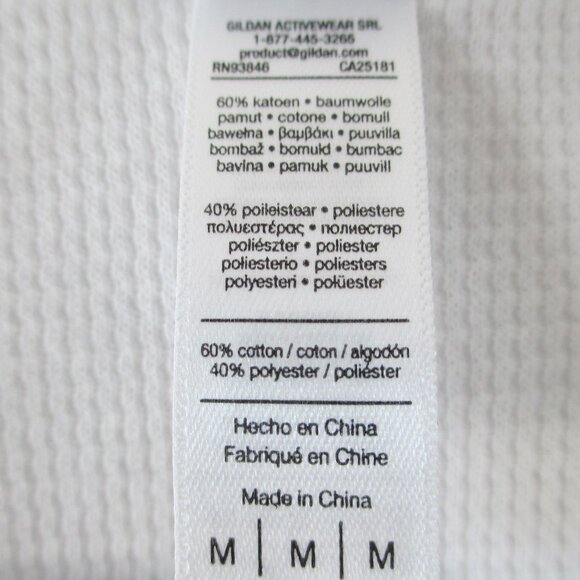 GILDAN ACTIVEWEAR SRL
1-877-445-3265
product@gildan.com
RN93846 CA25181
60% katoen • baumwolle
pamut • cotone • bomull
bawełna • βαμβάκι • puuvilla
bombaž • bomuld • bumbac
bavlna • pamuk • puuvill
40% poileistear • poliestere
πολυεστέρας • полиестер
poliészter • poliester
poliesterio • poliesters
polyesteri • polüester
60% cotton / coton / algodón
40% polyester / poliéster
Hecho en China
Fabriqué en Chine
Made in China
M | M | M